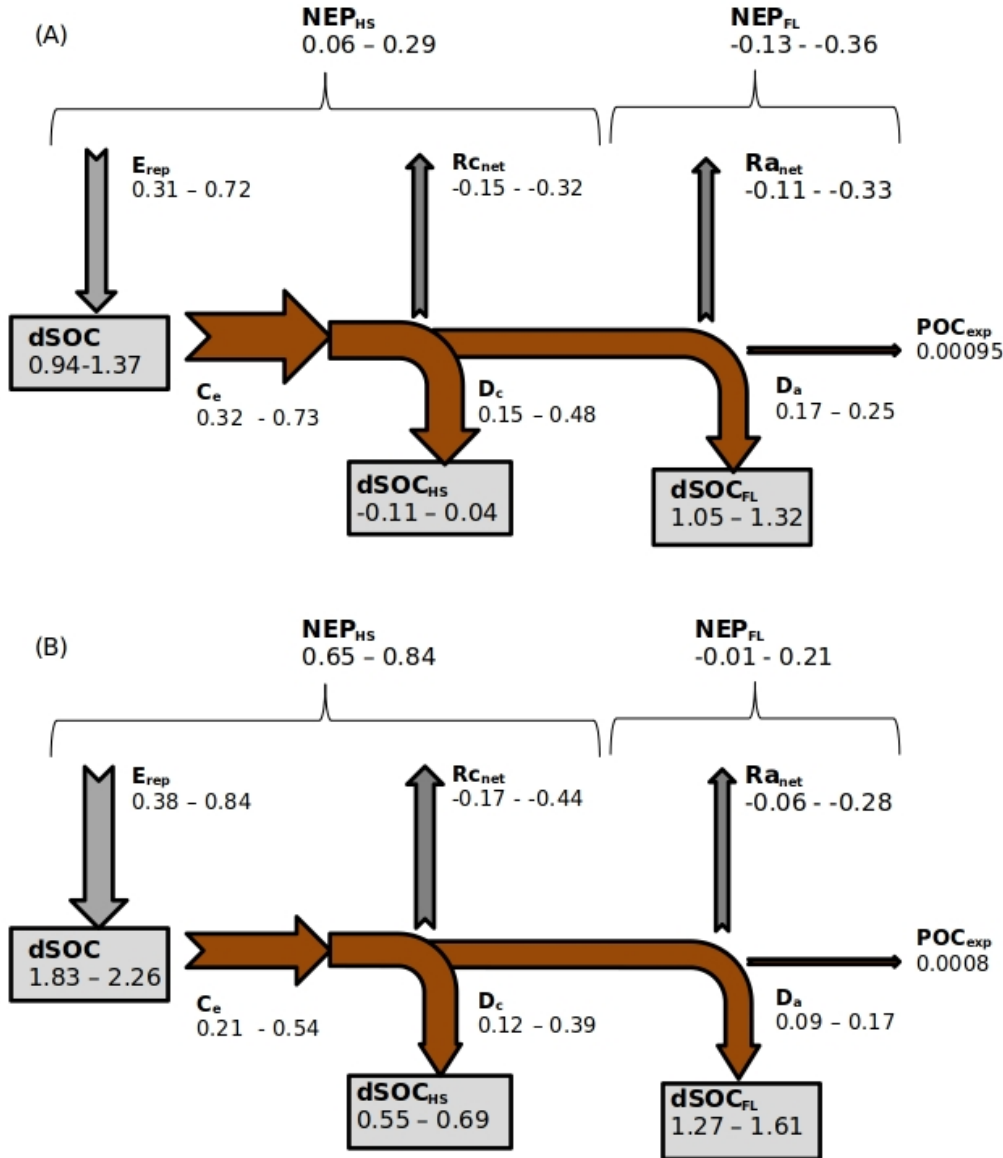 (A)
NEPHS
0.06 – 0.29
NEPFL
-0.13 - -0.36
Erep
0.31 – 0.72
Rcnet
-0.15 - -0.32
Ranet
-0.11 - -0.33
dSOC
0.94-1.37
Ce
0.32 - 0.73
Dc
0.15 – 0.48
Da
0.17 – 0.25
POCexp
0.00095
dSOCHS
-0.11 – 0.04
dSOCFL
1.05 – 1.32
(B)
NEPHS
0.65 – 0.84
NEPFL
-0.01 - 0.21
Erep
0.38 – 0.84
Rcnet
-0.17 - -0.44
Ranet
-0.06 - -0.28
dSOC
1.83 – 2.26
Ce
0.21 - 0.54
Dc
0.12 – 0.39
Da
0.09 – 0.17
POCexp
0.0008
dSOCHS
0.55 – 0.69
dSOCFL
1.27 – 1.61